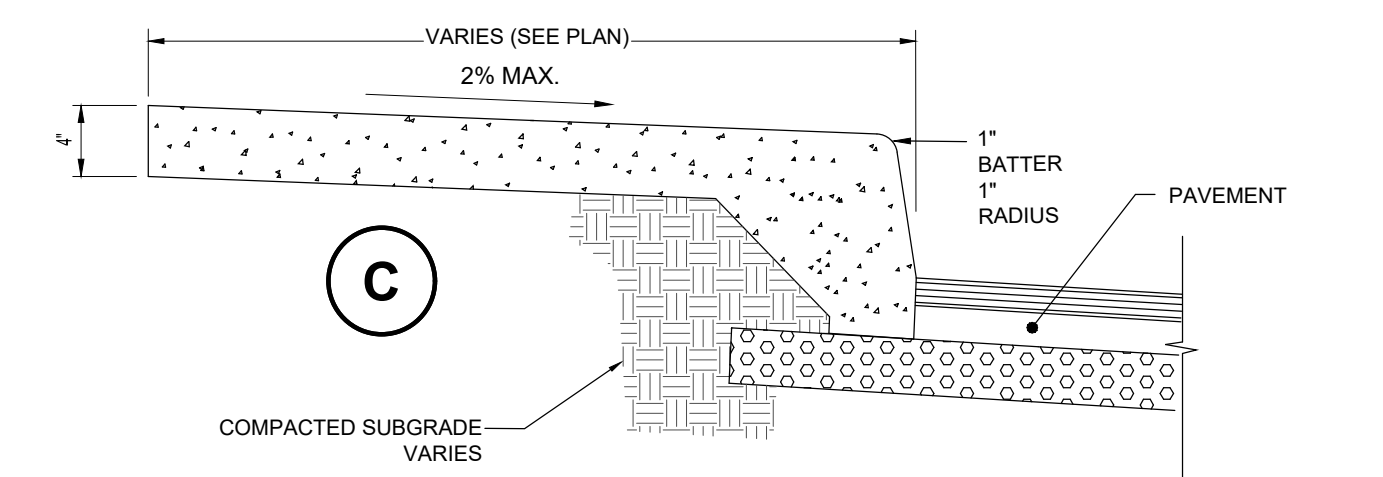 VARIES (SEE PLAN)
2% MAX.
4"
1"
BATTER
1"
RADIUS
PAVEMENT
C
COMPACTED SUBGRADE
VARIES